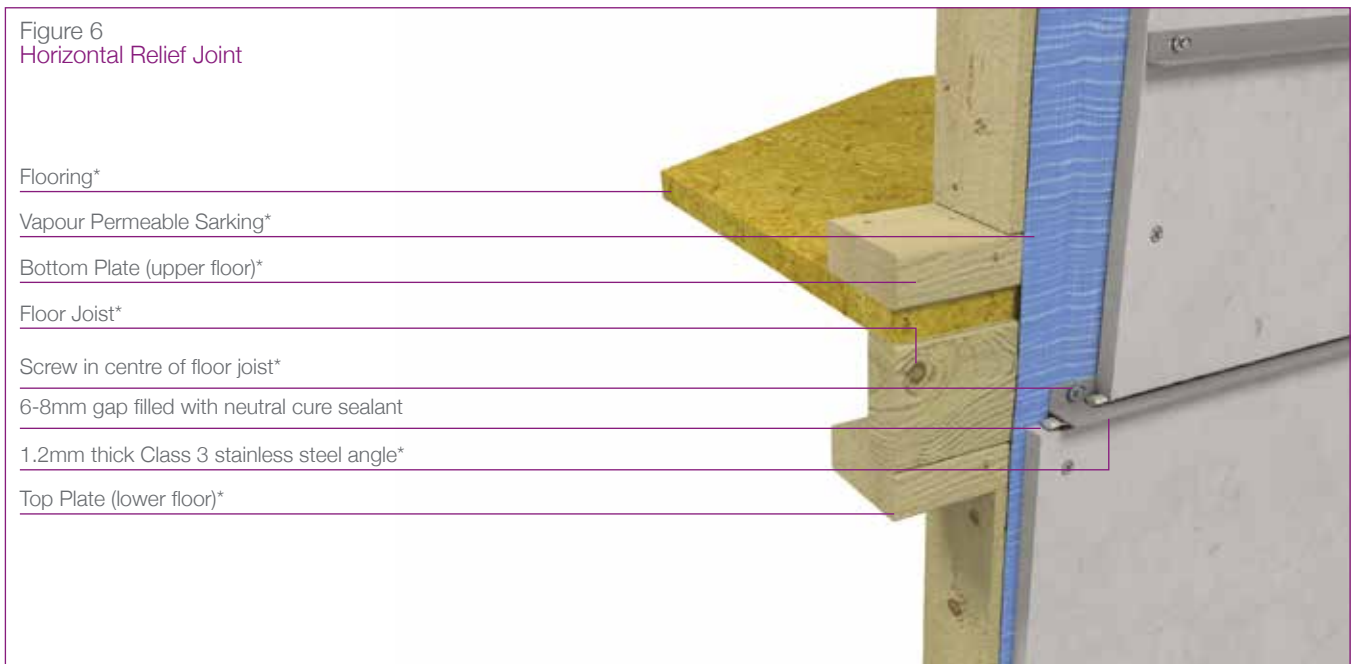 Figure 6
Horizontal Relief Joint
Flooring*
Vapour Permeable Sarking*
Bottom Plate (upper floor)*
Floor Joist*
Screw in centre of floor joist*
6-8mm gap filled with neutral cure sealant
1.2mm thick Class 3 stainless steel angle*
Top Plate (lower floor)*